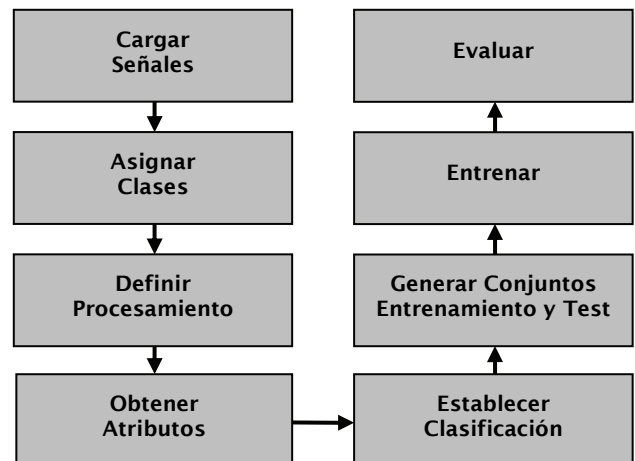 Cargar
Señales
Asignar
Clases
Definir
Procesamiento
Obtener
Atributos
Establecer
Clasificación
Generar Conjuntos
Entrenamiento y Test
Entrenar
Evaluar